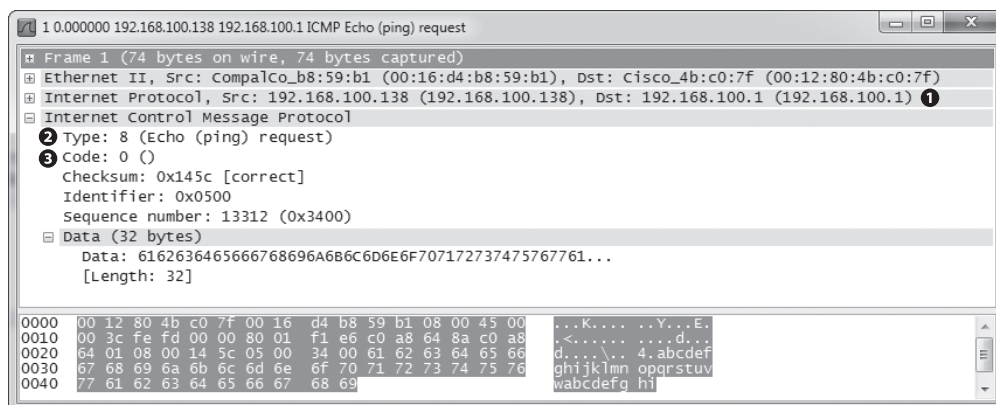 1 0.000000 192.168.100.138 192.168.100.1 ICMP Echo (ping) request
Frame 1 (74 bytes on wire, 74 bytes captured)
Ethernet II, Src: CompalCo_b8:59:b1 (00:16:d4:b8:59:b1), Dst: Cisco_4b:c0:7f (00:12:80:4b:c0:7f)
Internet Protocol, Src: 192.168.100.138 (192.168.100.138), Dst: 192.168.100.1 (192.168.100.1) ❶
Internet Control Message Protocol
❷ Type: 8 (Echo (ping) request)
❸ Code: 0 ()
Checksum: 0x145c [correct]
Identifier: 0x0500
Sequence number: 13312 (0x3400)
Data (32 bytes)
Data: 6162636465666768696A6B6C6D6E6F707172737475767761...
[Length: 32]
0000 00 12 80 4b c0 7f 00 16 d4 b8 59 b1 08 00 45 00 ...K.... ..Y...E.
0010 00 3c fe fd 00 00 80 01 f1 e6 c0 a8 64 8a c0 a8 .<...... ....d...
0020 64 01 08 00 14 5c 05 00 34 00 61 62 63 64 65 66 d....\.. 4.abcdef
0030 67 68 69 6a 6b 6c 6d 6e 6f 70 71 72 73 74 75 76 ghijklmn opqrstuv
0040 77 61 62 63 64 65 66 67 68 69 wabcdefg hi